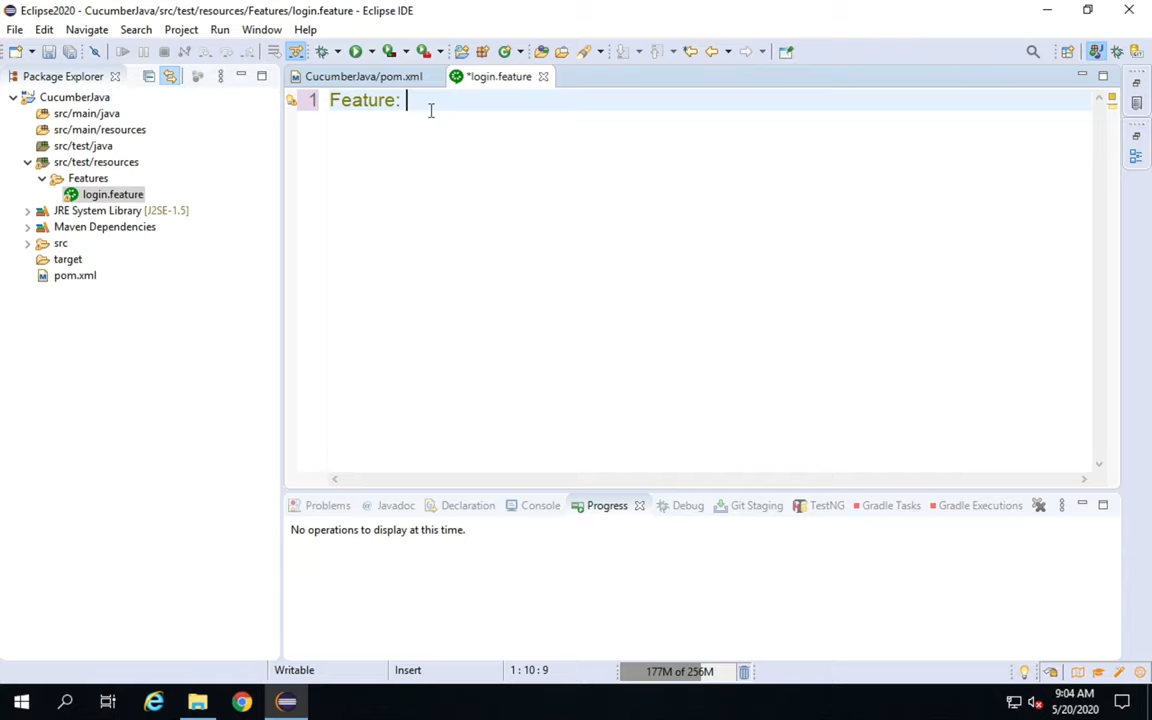 Eclipse2020 - CucumberJava/src/test/resources/Features/login.feature - Eclipse IDE
File Edit Navigate Search Project Run Window Help
Package Explorer
CucumberJava/pom.xml
*login.feature
CucumberJava
src/main/java
src/main/resources
src/test/java
src/test/resources
Features
login.feature
JRE System Library [J2SE-1.5]
Maven Dependencies
src
target
pom.xml
1 Feature:
Problems @ Javadoc Declaration Console Progress Debug Git Staging TestNG Gradle Tasks Gradle Executions
No operations to display at this time.
Writable Insert 1 : 10 : 9 177M of 256M
9:04 AM
5/20/2020